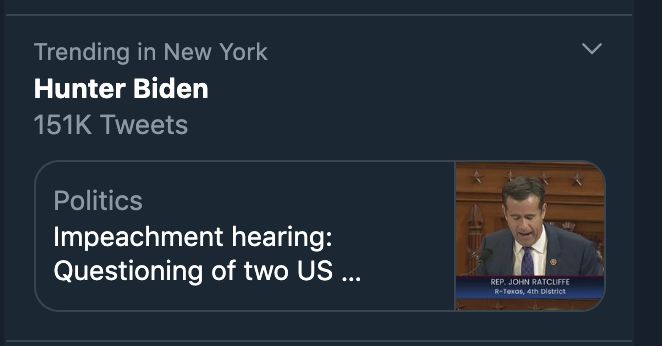 Trending in New York
Hunter Biden
151K Tweets
Politics
Impeachment hearing:
Questioning of two US ...
REP. JOHN RATCLIFFE
R-Texas, 4th District